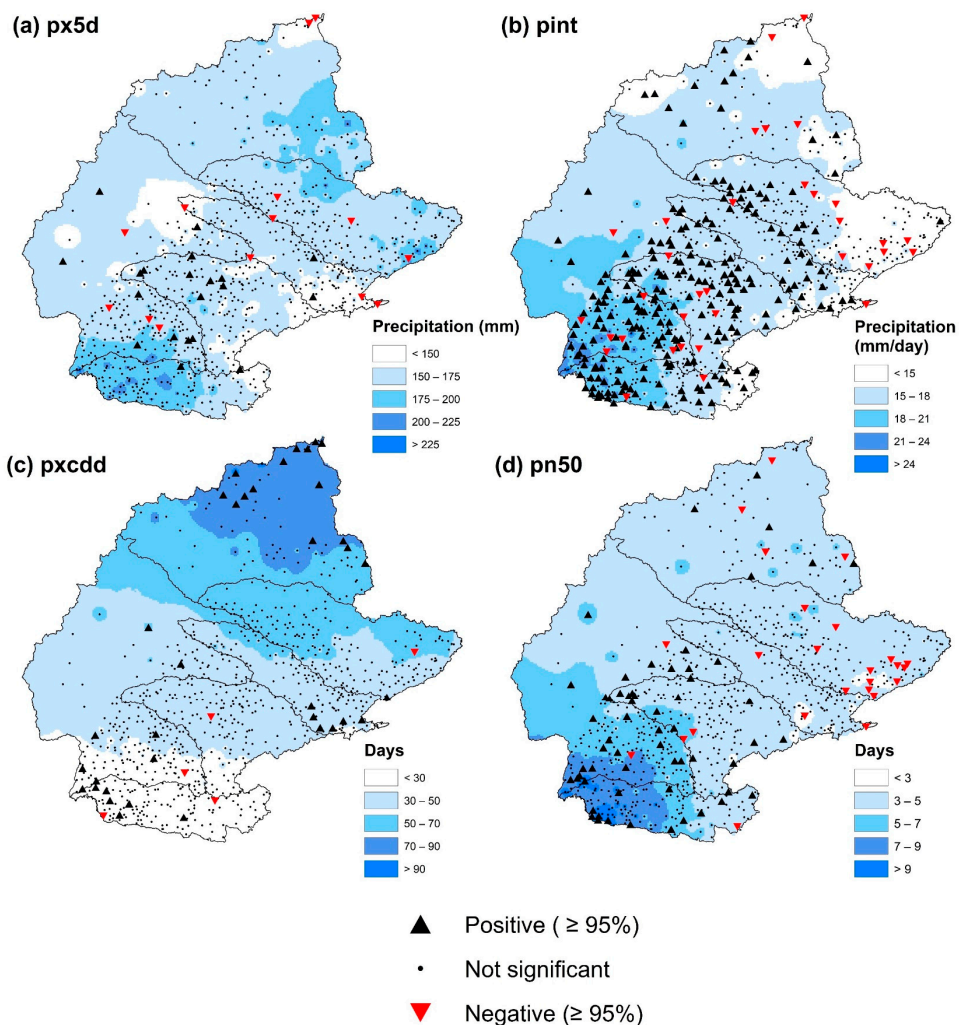 (a) px5d
(b) pint
Precipitation (mm)
< 150
150 – 175
175 – 200
200 – 225
> 225
Precipitation
(mm/day)
< 15
15 – 18
18 – 21
21 – 24
> 24
(c) pxcdd
(d) pn50
Days
< 30
30 – 50
50 – 70
70 – 90
> 90
Days
< 3
3 – 5
5 – 7
7 – 9
> 9
Positive ( ≥ 95%)
Not significant
Negative (≥ 95%)